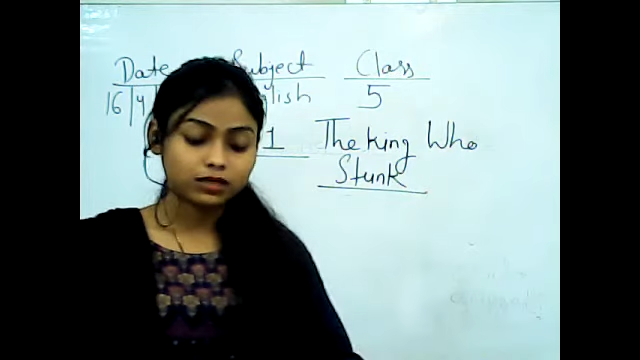 Date Subject Class
16/4 English 5
1 The King Who
Stunk